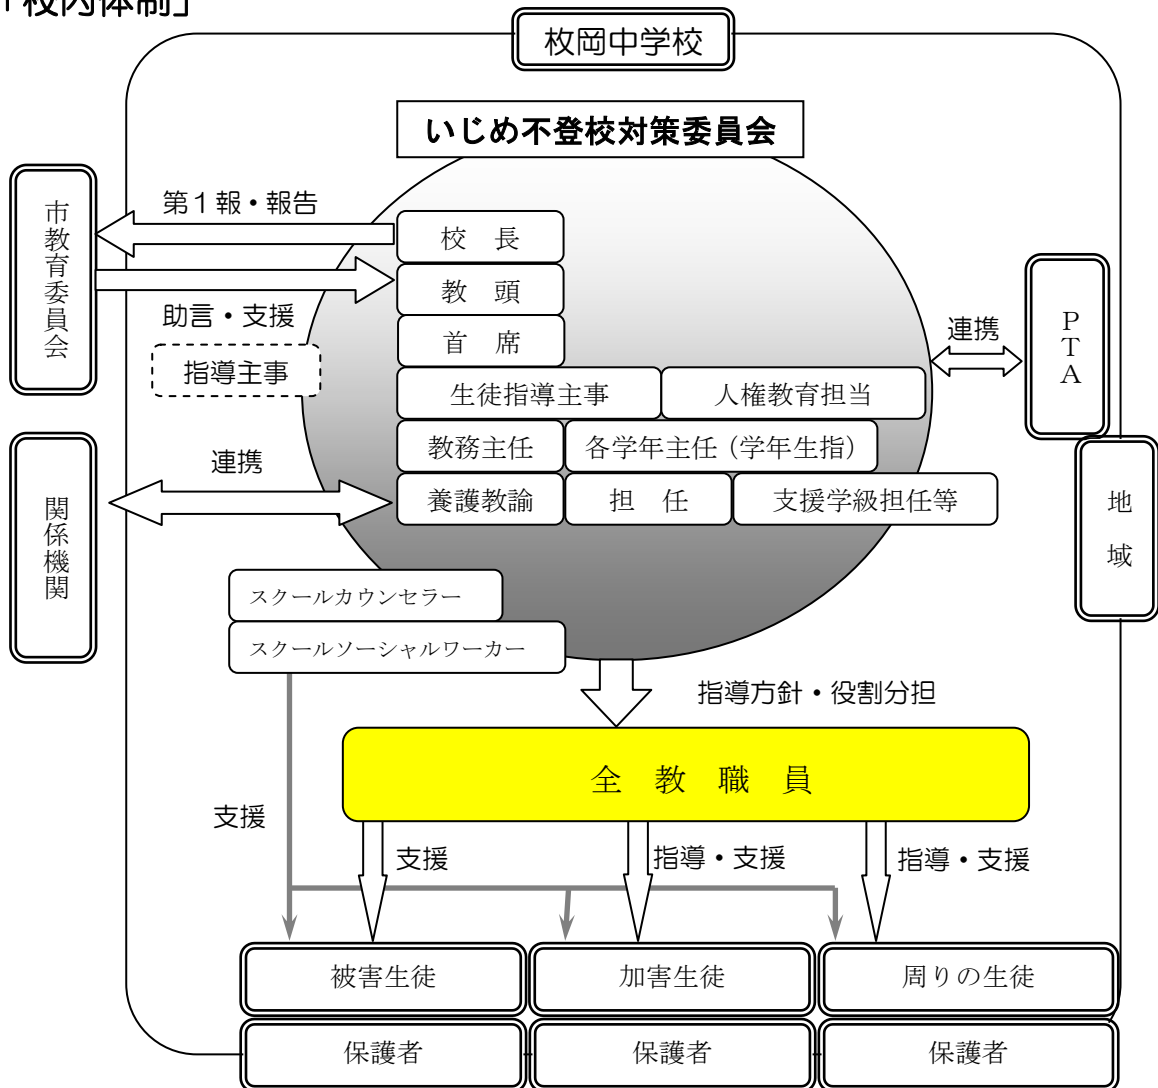 「校内体制」
枚岡中学校
いじめ不登校対策委員会
市教育委員会
第１報・報告
校　長
教　頭
助言・支援
首　席
指導主事
連携
ＰＴＡ
生徒指導主事
人権教育担当
教務主任
各学年主任（学年生指）
連携
養護教諭
担　任
支援学級担任等
関係機関
地　域
スクールカウンセラー
スクールソーシャルワーカー
指導方針・役割分担
全　教　職　員
支援
支援
指導・支援
指導・支援
被害生徒
加害生徒
周りの生徒
保護者
保護者
保護者